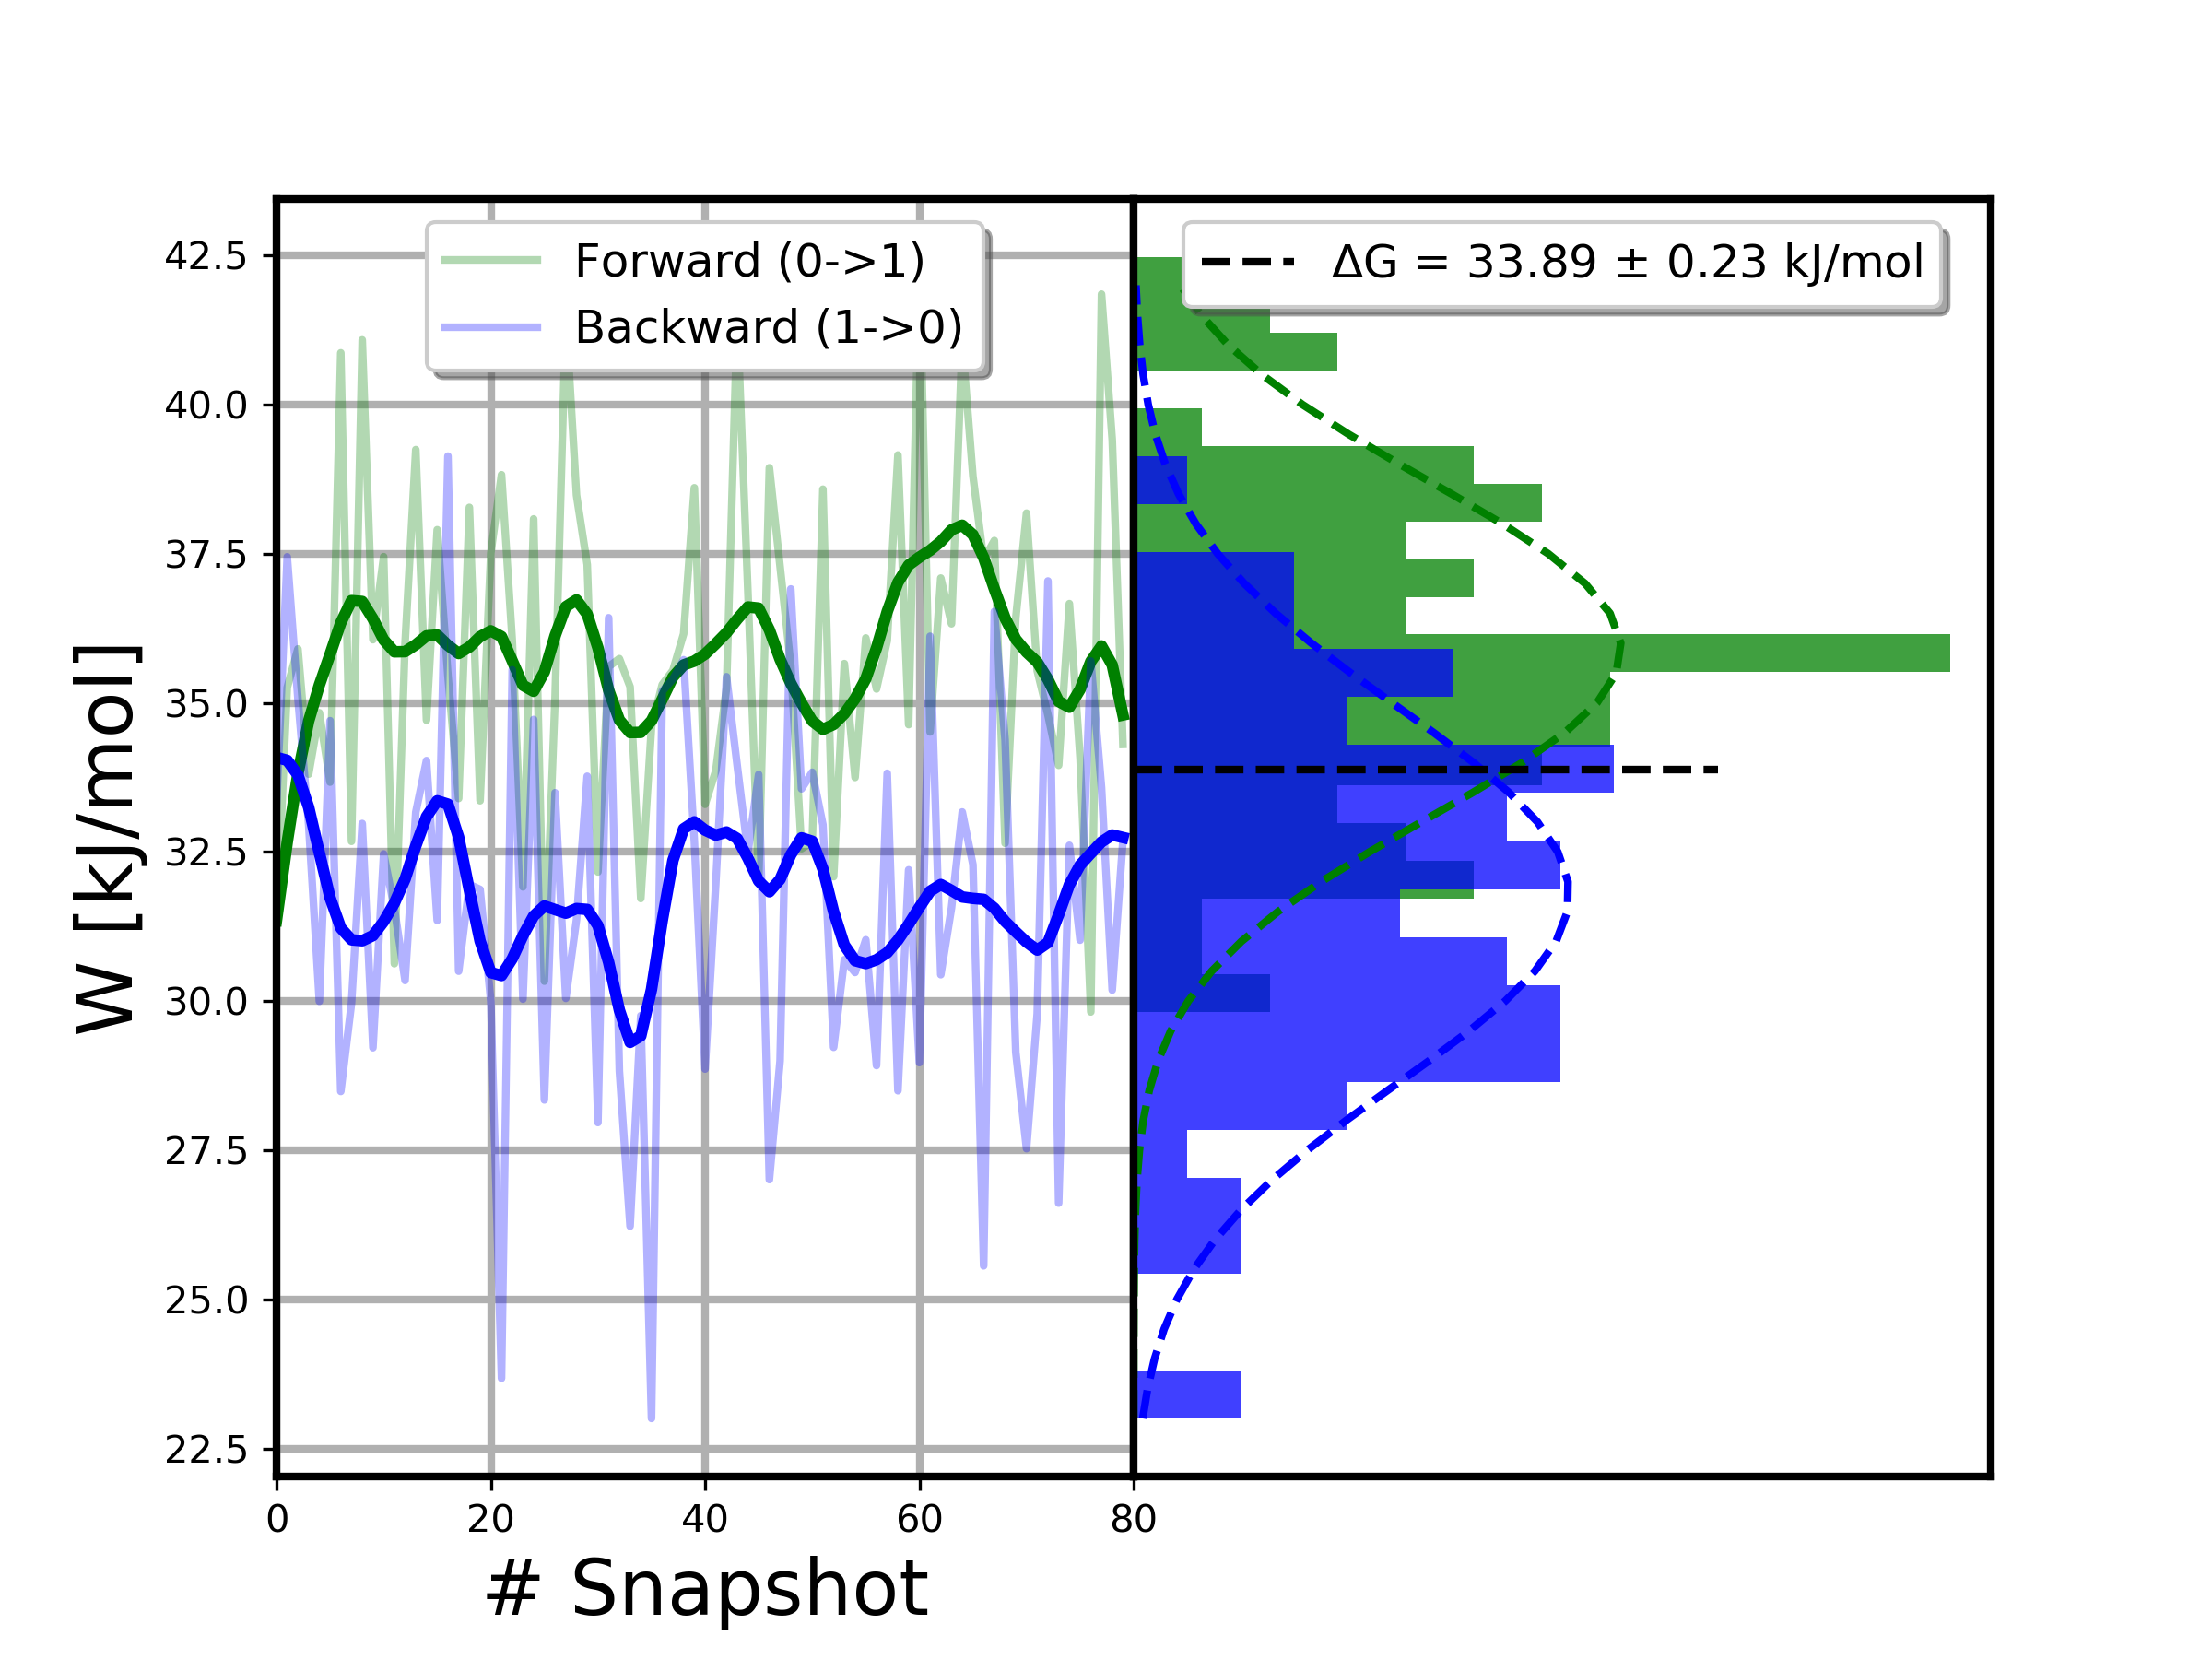 Forward (0->1)
Backward (1->0)
ΔG = 33.89 ± 0.23 kJ/mol
W [kJ/mol]
42.5
40.0
37.5
35.0
32.5
30.0
27.5
25.0
22.5
0 20 40 60 80
# Snapshot